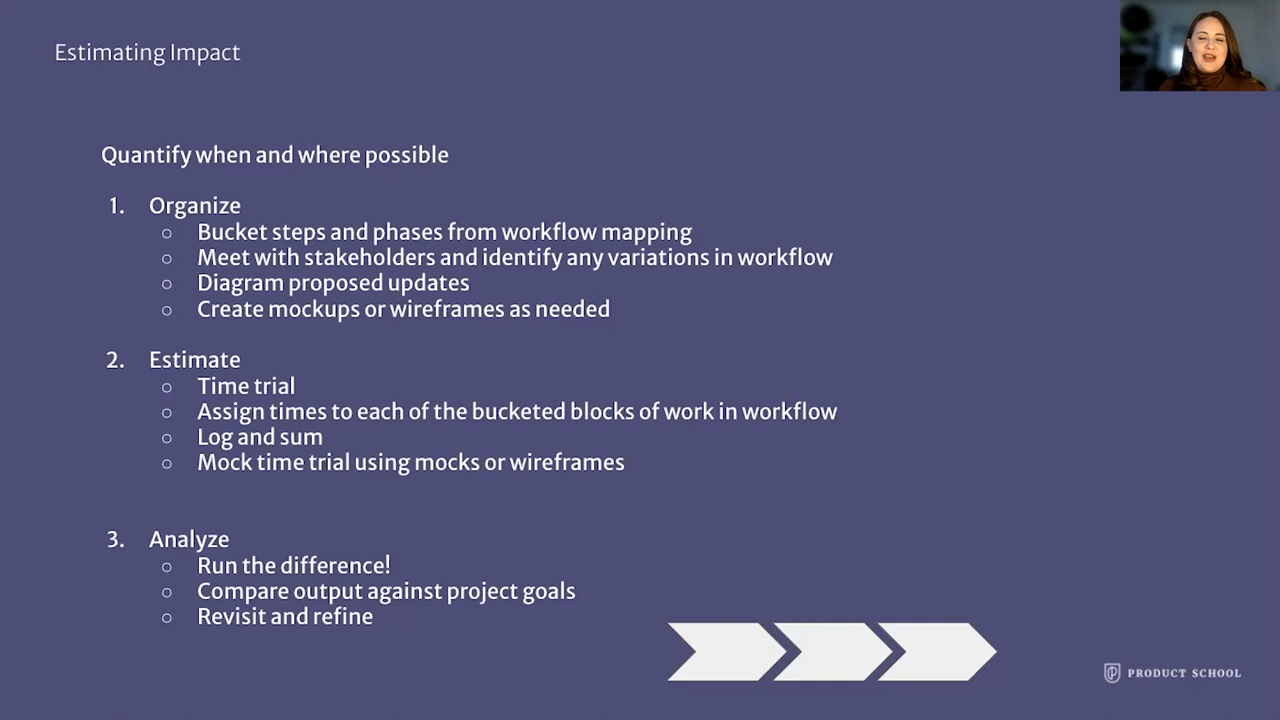 Estimating Impact
Quantify when and where possible
1. Organize
○ Bucket steps and phases from workflow mapping
○ Meet with stakeholders and identify any variations in workflow
○ Diagram proposed updates
○ Create mockups or wireframes as needed
2. Estimate
○ Time trial
○ Assign times to each of the bucketed blocks of work in workflow
○ Log and sum
○ Mock time trial using mocks or wireframes
3. Analyze
○ Run the difference!
○ Compare output against project goals
○ Revisit and refine
PRODUCT SCHOOL